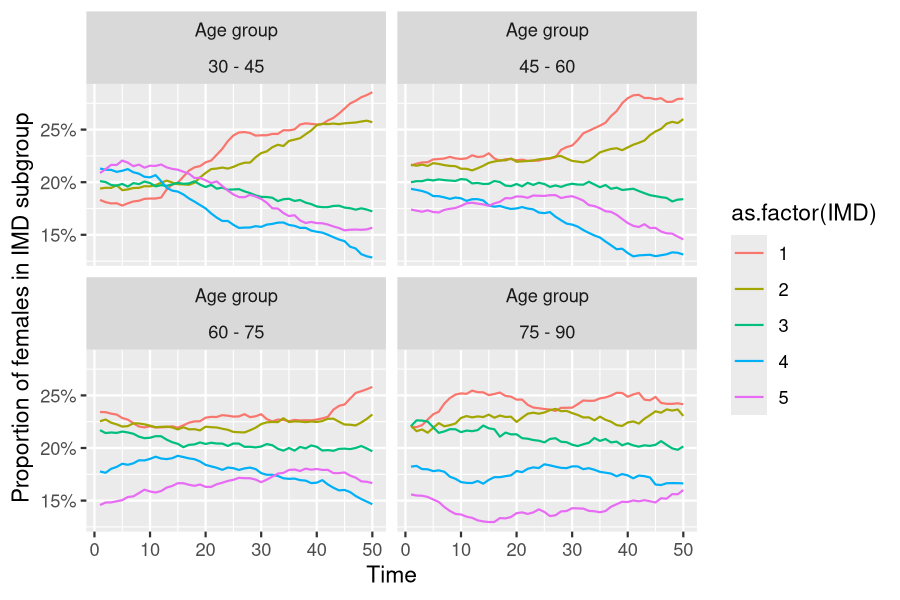 Age group
30 - 45
Age group
45 - 60
25%
20%
15%
Age group
60 - 75
Age group
75 - 90
25%
20%
15%
0 10 20 30 40 50
0 10 20 30 40 50
Time
Proportion of females in IMD subgroup
as.factor(IMD)
1
2
3
4
5